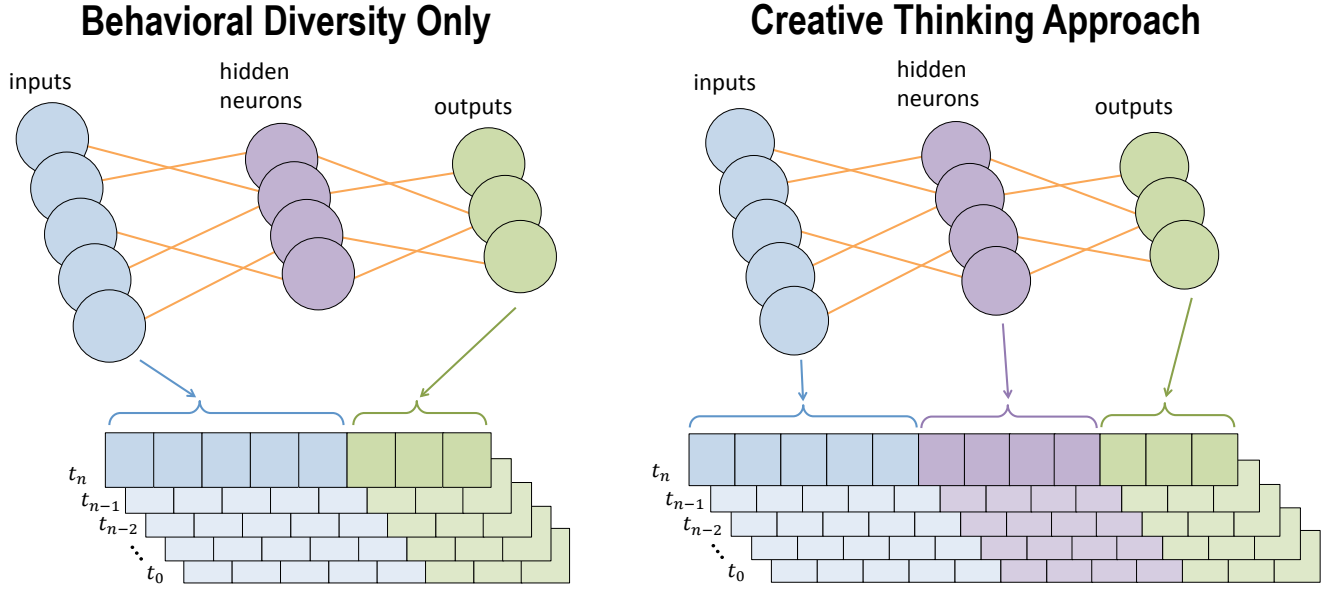 Behavioral Diversity Only
inputs
hidden
neurons
outputs
t_n
t_{n-1}
t_{n-2}
...
t_0
Creative Thinking Approach
inputs
hidden
neurons
outputs
t_n
t_{n-1}
t_{n-2}
...
t_0